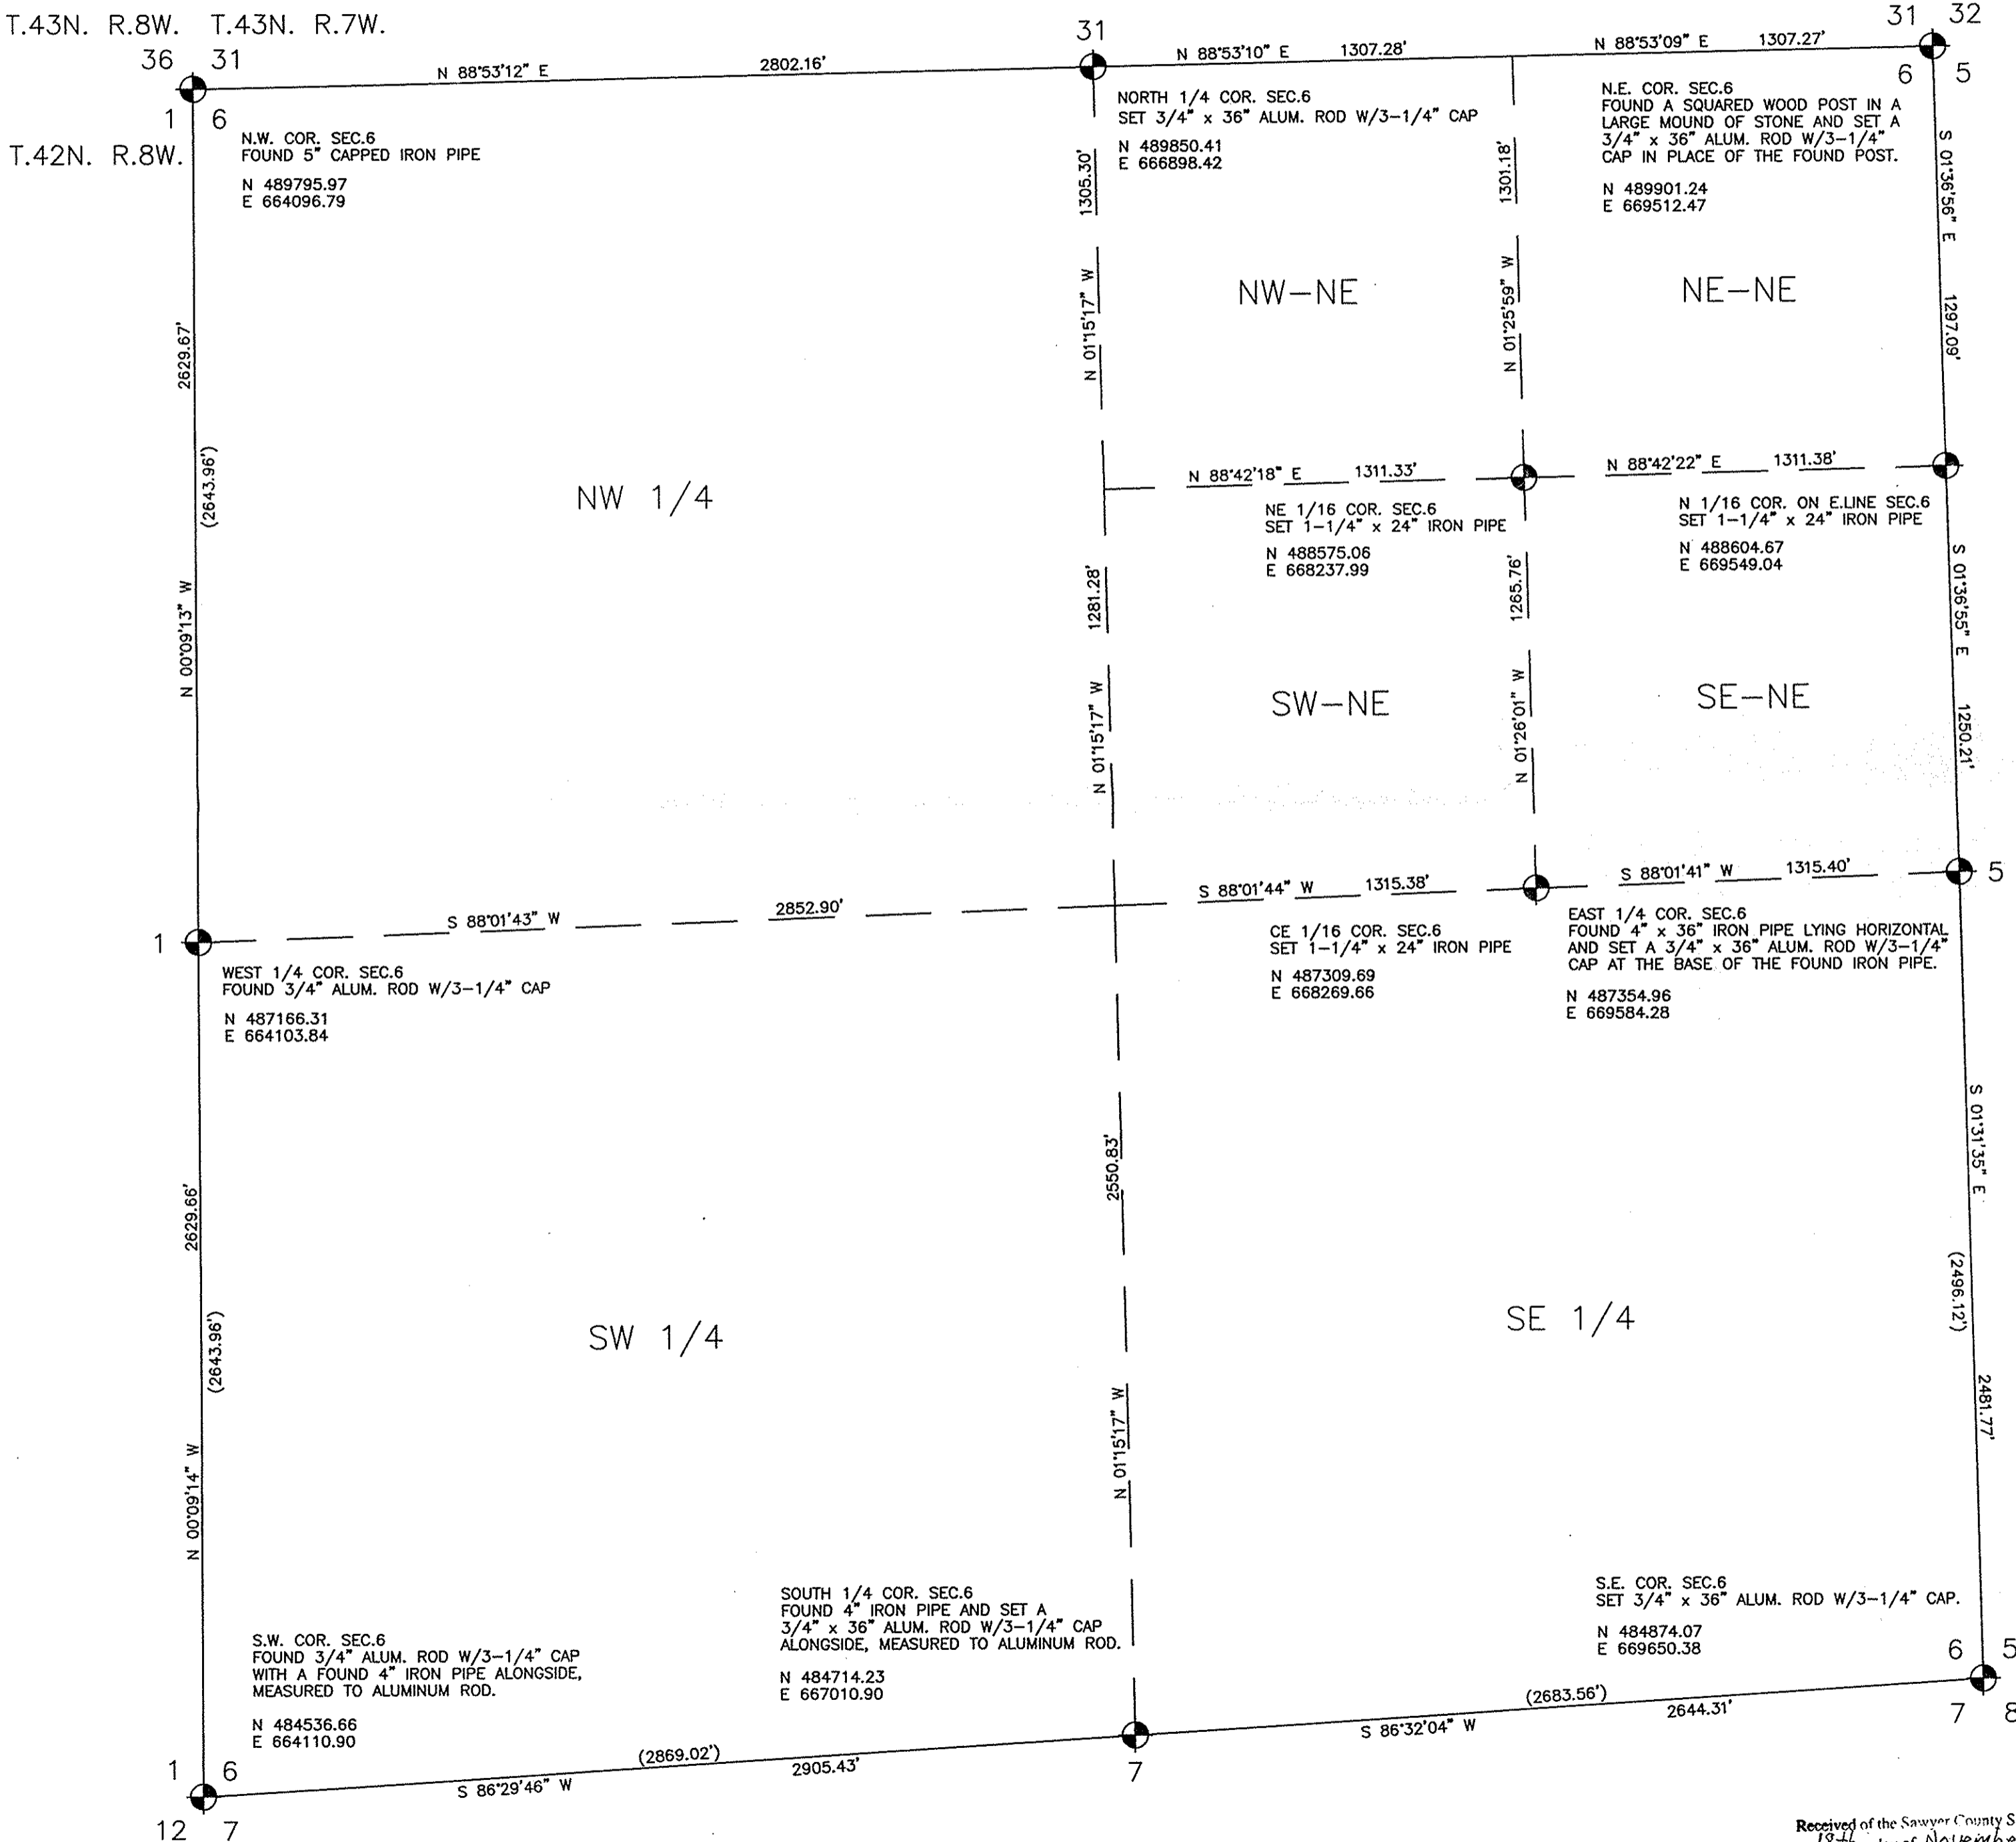 T.43N. R.8W. T.43N. R.7W.
36 31
31
31 32
N 88°53'12" E 2802.16'
N 88°53'10" E 1307.28'
N 88°53'09" E 1307.27'
1 6
6 5
T.42N. R.8W.
N.W. COR. SEC.6
FOUND 5" CAPPED IRON PIPE
N 489795.97
E 664096.79
NORTH 1/4 COR. SEC.6
SET 3/4" x 36" ALUM. ROD W/3-1/4" CAP
N 489850.41
E 666898.42
N.E. COR. SEC.6
FOUND A SQUARED WOOD POST IN A
LARGE MOUND OF STONE AND SET A
3/4" x 36" ALUM. ROD W/3-1/4"
CAP IN PLACE OF THE FOUND POST.
N 489901.24
E 669512.47
1305.30'
1301.18'
S 01°36'56" E
N 01°15'17" W
N 01°25'59" W
1297.09'
NW-NE
NE-NE
2629.67'
(2643.96')
N 00°09'13" W
NW 1/4
N 88°42'18" E 1311.33'
N 88°42'22" E 1311.38'
NE 1/16 COR. SEC.6
SET 1-1/4" x 24" IRON PIPE
N 488575.06
E 668237.99
N 1/16 COR. ON E.LINE SEC.6
SET 1-1/4" x 24" IRON PIPE
N 488604.67
E 669549.04
1281.28'
1265.76'
S 01°36'55" E
N 01°15'17" W
N 01°26'01" W
1250.21'
SW-NE
SE-NE
S 88°01'43" W 2852.90'
S 88°01'44" W 1315.38'
S 88°01'41" W 1315.40'
1
5
WEST 1/4 COR. SEC.6
FOUND 3/4" ALUM. ROD W/3-1/4" CAP
N 487166.31
E 664103.84
CE 1/16 COR. SEC.6
SET 1-1/4" x 24" IRON PIPE
N 487309.69
E 668269.66
EAST 1/4 COR. SEC.6
FOUND 4" x 36" IRON PIPE LYING HORIZONTAL
AND SET A 3/4" x 36" ALUM. ROD W/3-1/4"
CAP AT THE BASE OF THE FOUND IRON PIPE.
N 487354.96
E 669584.28
2629.66'
(2643.96')
N 00°09'14" W
2550.83'
N 01°15'17" W
S 01°31'35" E
(2496.12')
2481.77'
SW 1/4
SE 1/4
S.W. COR. SEC.6
FOUND 3/4" ALUM. ROD W/3-1/4" CAP
WITH A FOUND 4" IRON PIPE ALONGSIDE,
MEASURED TO ALUMINUM ROD.
N 484536.66
E 664110.90
SOUTH 1/4 COR. SEC.6
FOUND 4" IRON PIPE AND SET A
3/4" x 36" ALUM. ROD W/3-1/4" CAP
ALONGSIDE, MEASURED TO ALUMINUM ROD.
N 484714.23
E 667010.90
S.E. COR. SEC.6
SET 3/4" x 36" ALUM. ROD W/3-1/4" CAP.
N 484874.07
E 669650.38
6 5
7 8
(2683.56')
S 86°32'04" W 2644.31'
(2869.02')
S 86°29'46" W 2905.43'
7
1 6
12 7
Received of the Sawyer County S
18th